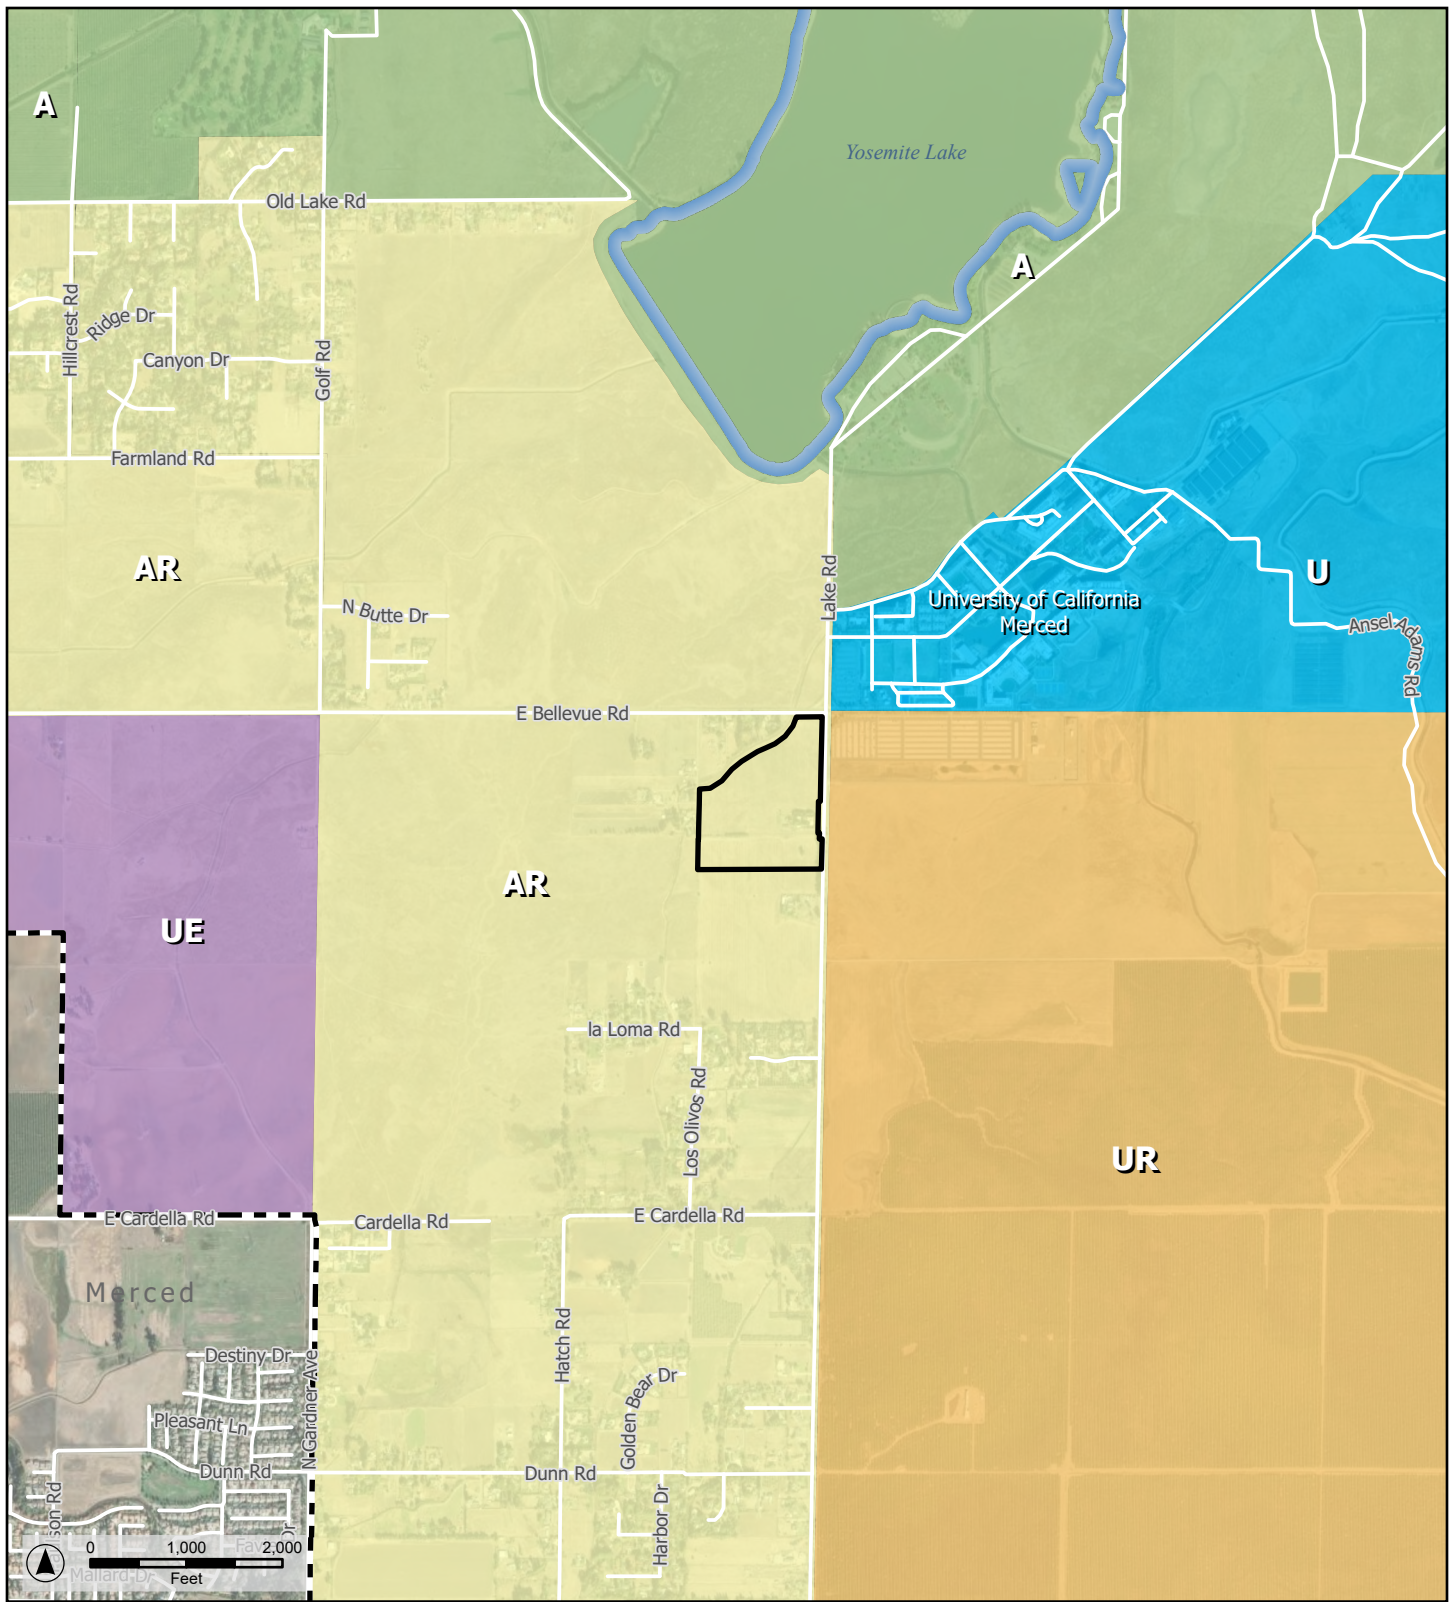 A
Yosemite Lake
Old Lake Rd
A
Hillcrest Rd
Ridge Dr
Canyon Dr
Golf Rd
Farmland Rd
AR
Lake Rd
U
N Butte Dr
University of California
Merced
Ansel Adams Rd
E Bellevue Rd
AR
UE
la Loma Rd
Los Olivos Rd
UR
E Cardella Rd
Cardella Rd
E Cardella Rd
Merced
Hatch Rd
Destiny Dr
N Gardner Ave
Golden Bear Dr
Pleasant Ln
Dunn Rd
Dunn Rd
Harbor Dr
0 1,000 2,000
Feet
Mallard Dr